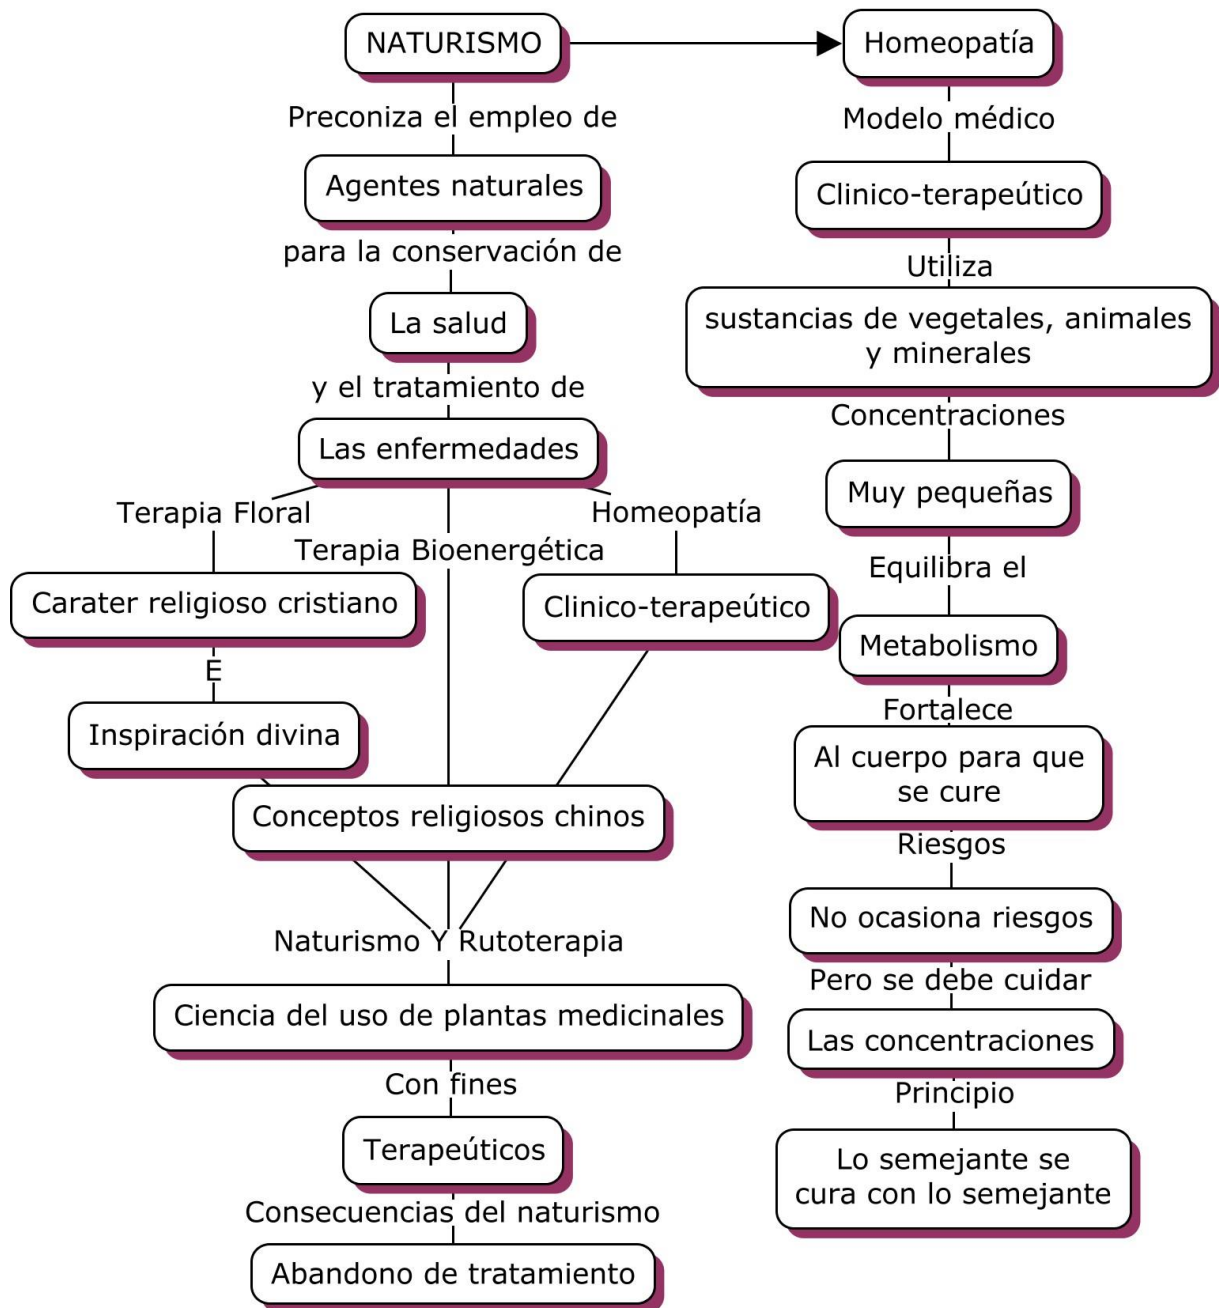 NATURISMO
Preconiza el empleo de
Agentes naturales
para la conservación de
La salud
y el tratamiento de
Las enfermedades
Terapia Floral
Terapia Bioenergética
Homeopatía
Carater religioso cristiano
E
Inspiración divina
Clinico-terapeútico
Conceptos religiosos chinos
Naturismo Y Rutoterapia
Ciencia del uso de plantas medicinales
Con fines
Terapeúticos
Consecuencias del naturismo
Abandono de tratamiento
Homeopatía
Modelo médico
Clinico-terapeútico
Utiliza
sustancias de vegetales, animales
y minerales
Concentraciones
Muy pequeñas
Equilibra el
Metabolismo
Fortalece
Al cuerpo para que
se cure
Riesgos
No ocasiona riesgos
Pero se debe cuidar
Las concentraciones
Principio
Lo semejante se
cura con lo semejante